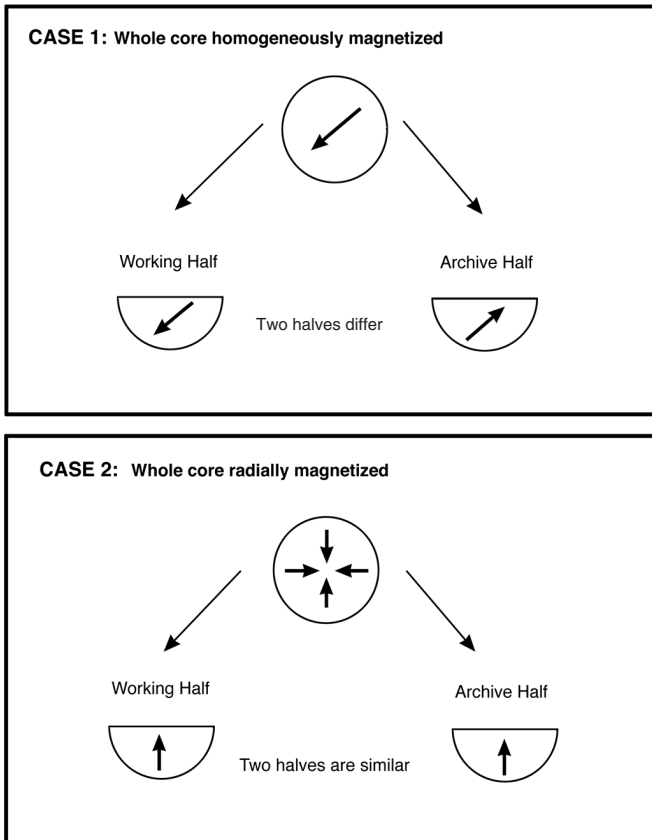 CASE 1: Whole core homogeneously magnetized
Working Half
Archive Half
Two halves differ
CASE 2: Whole core radially magnetized
Working Half
Archive Half
Two halves are similar